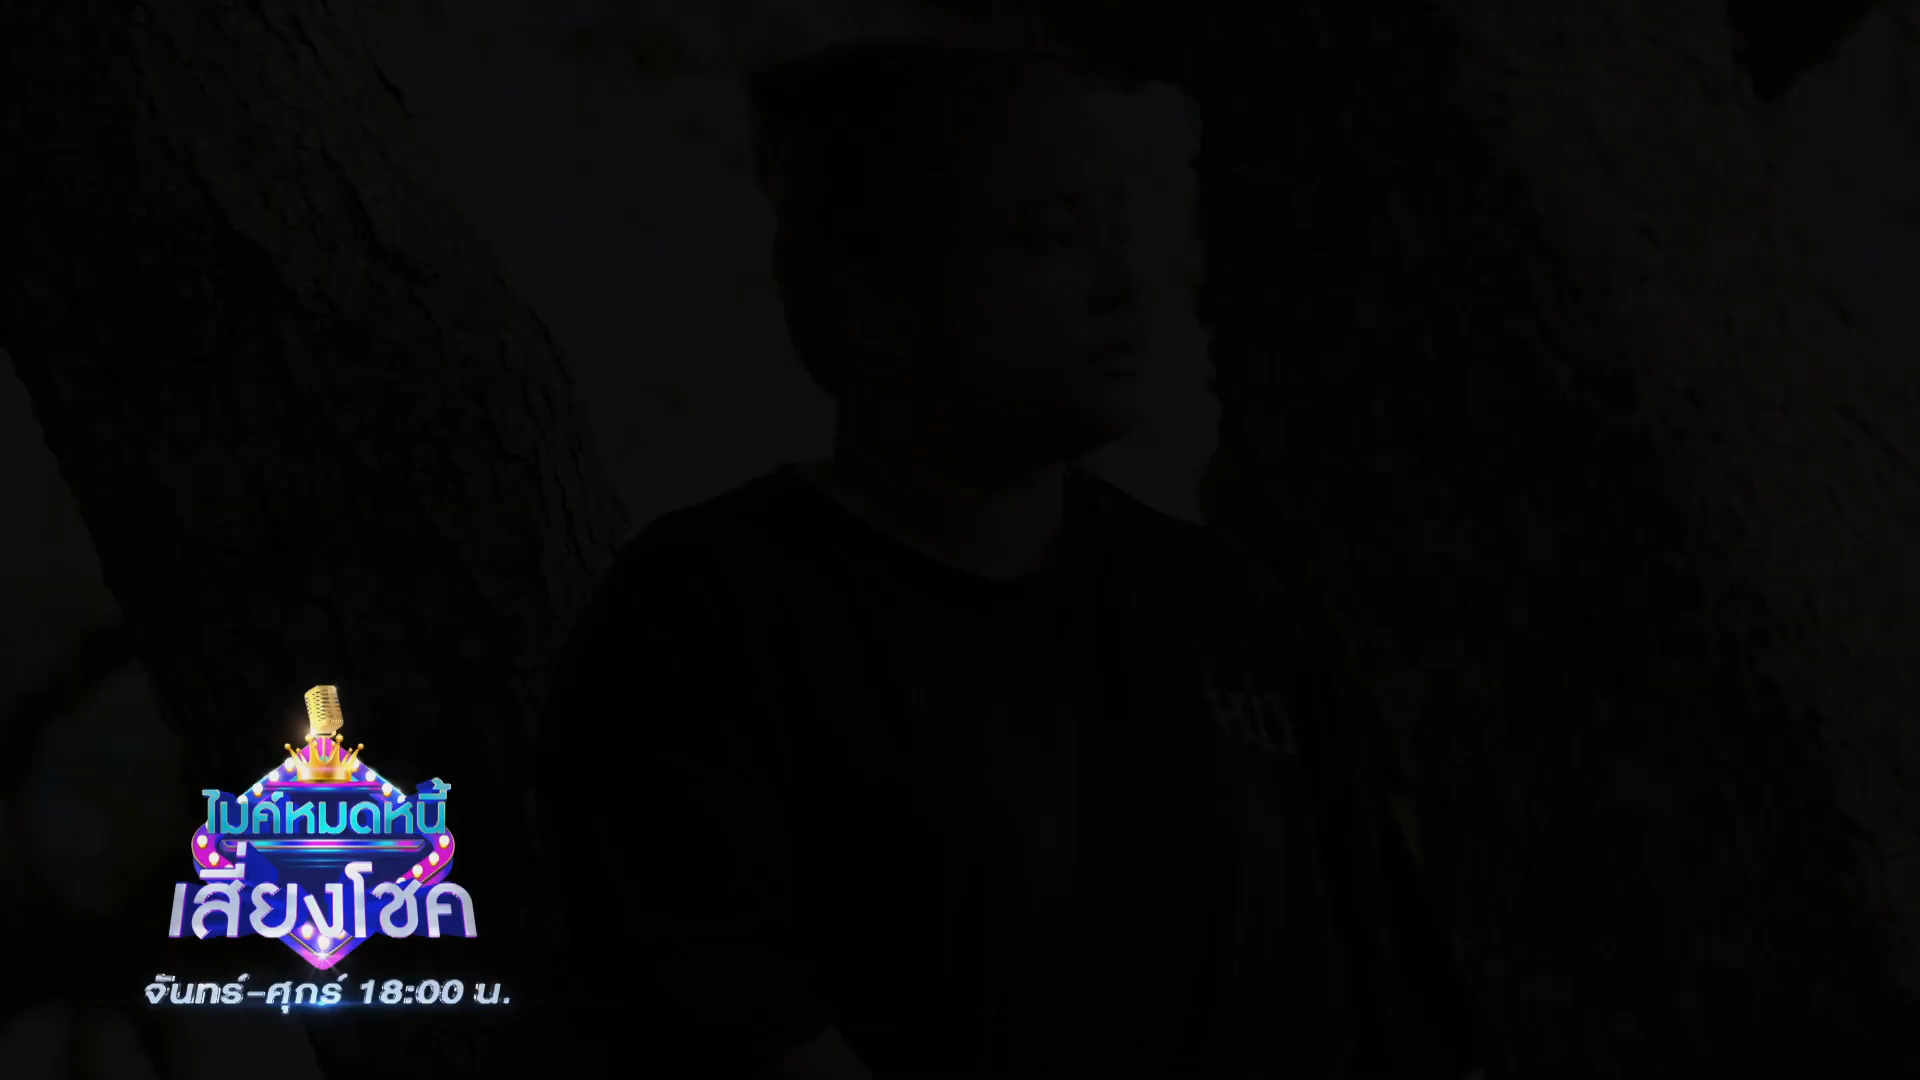 ไมค์หมดหนี้
เสี่ยงโชค
จันทร์-ศุกร์ 18:00 น.